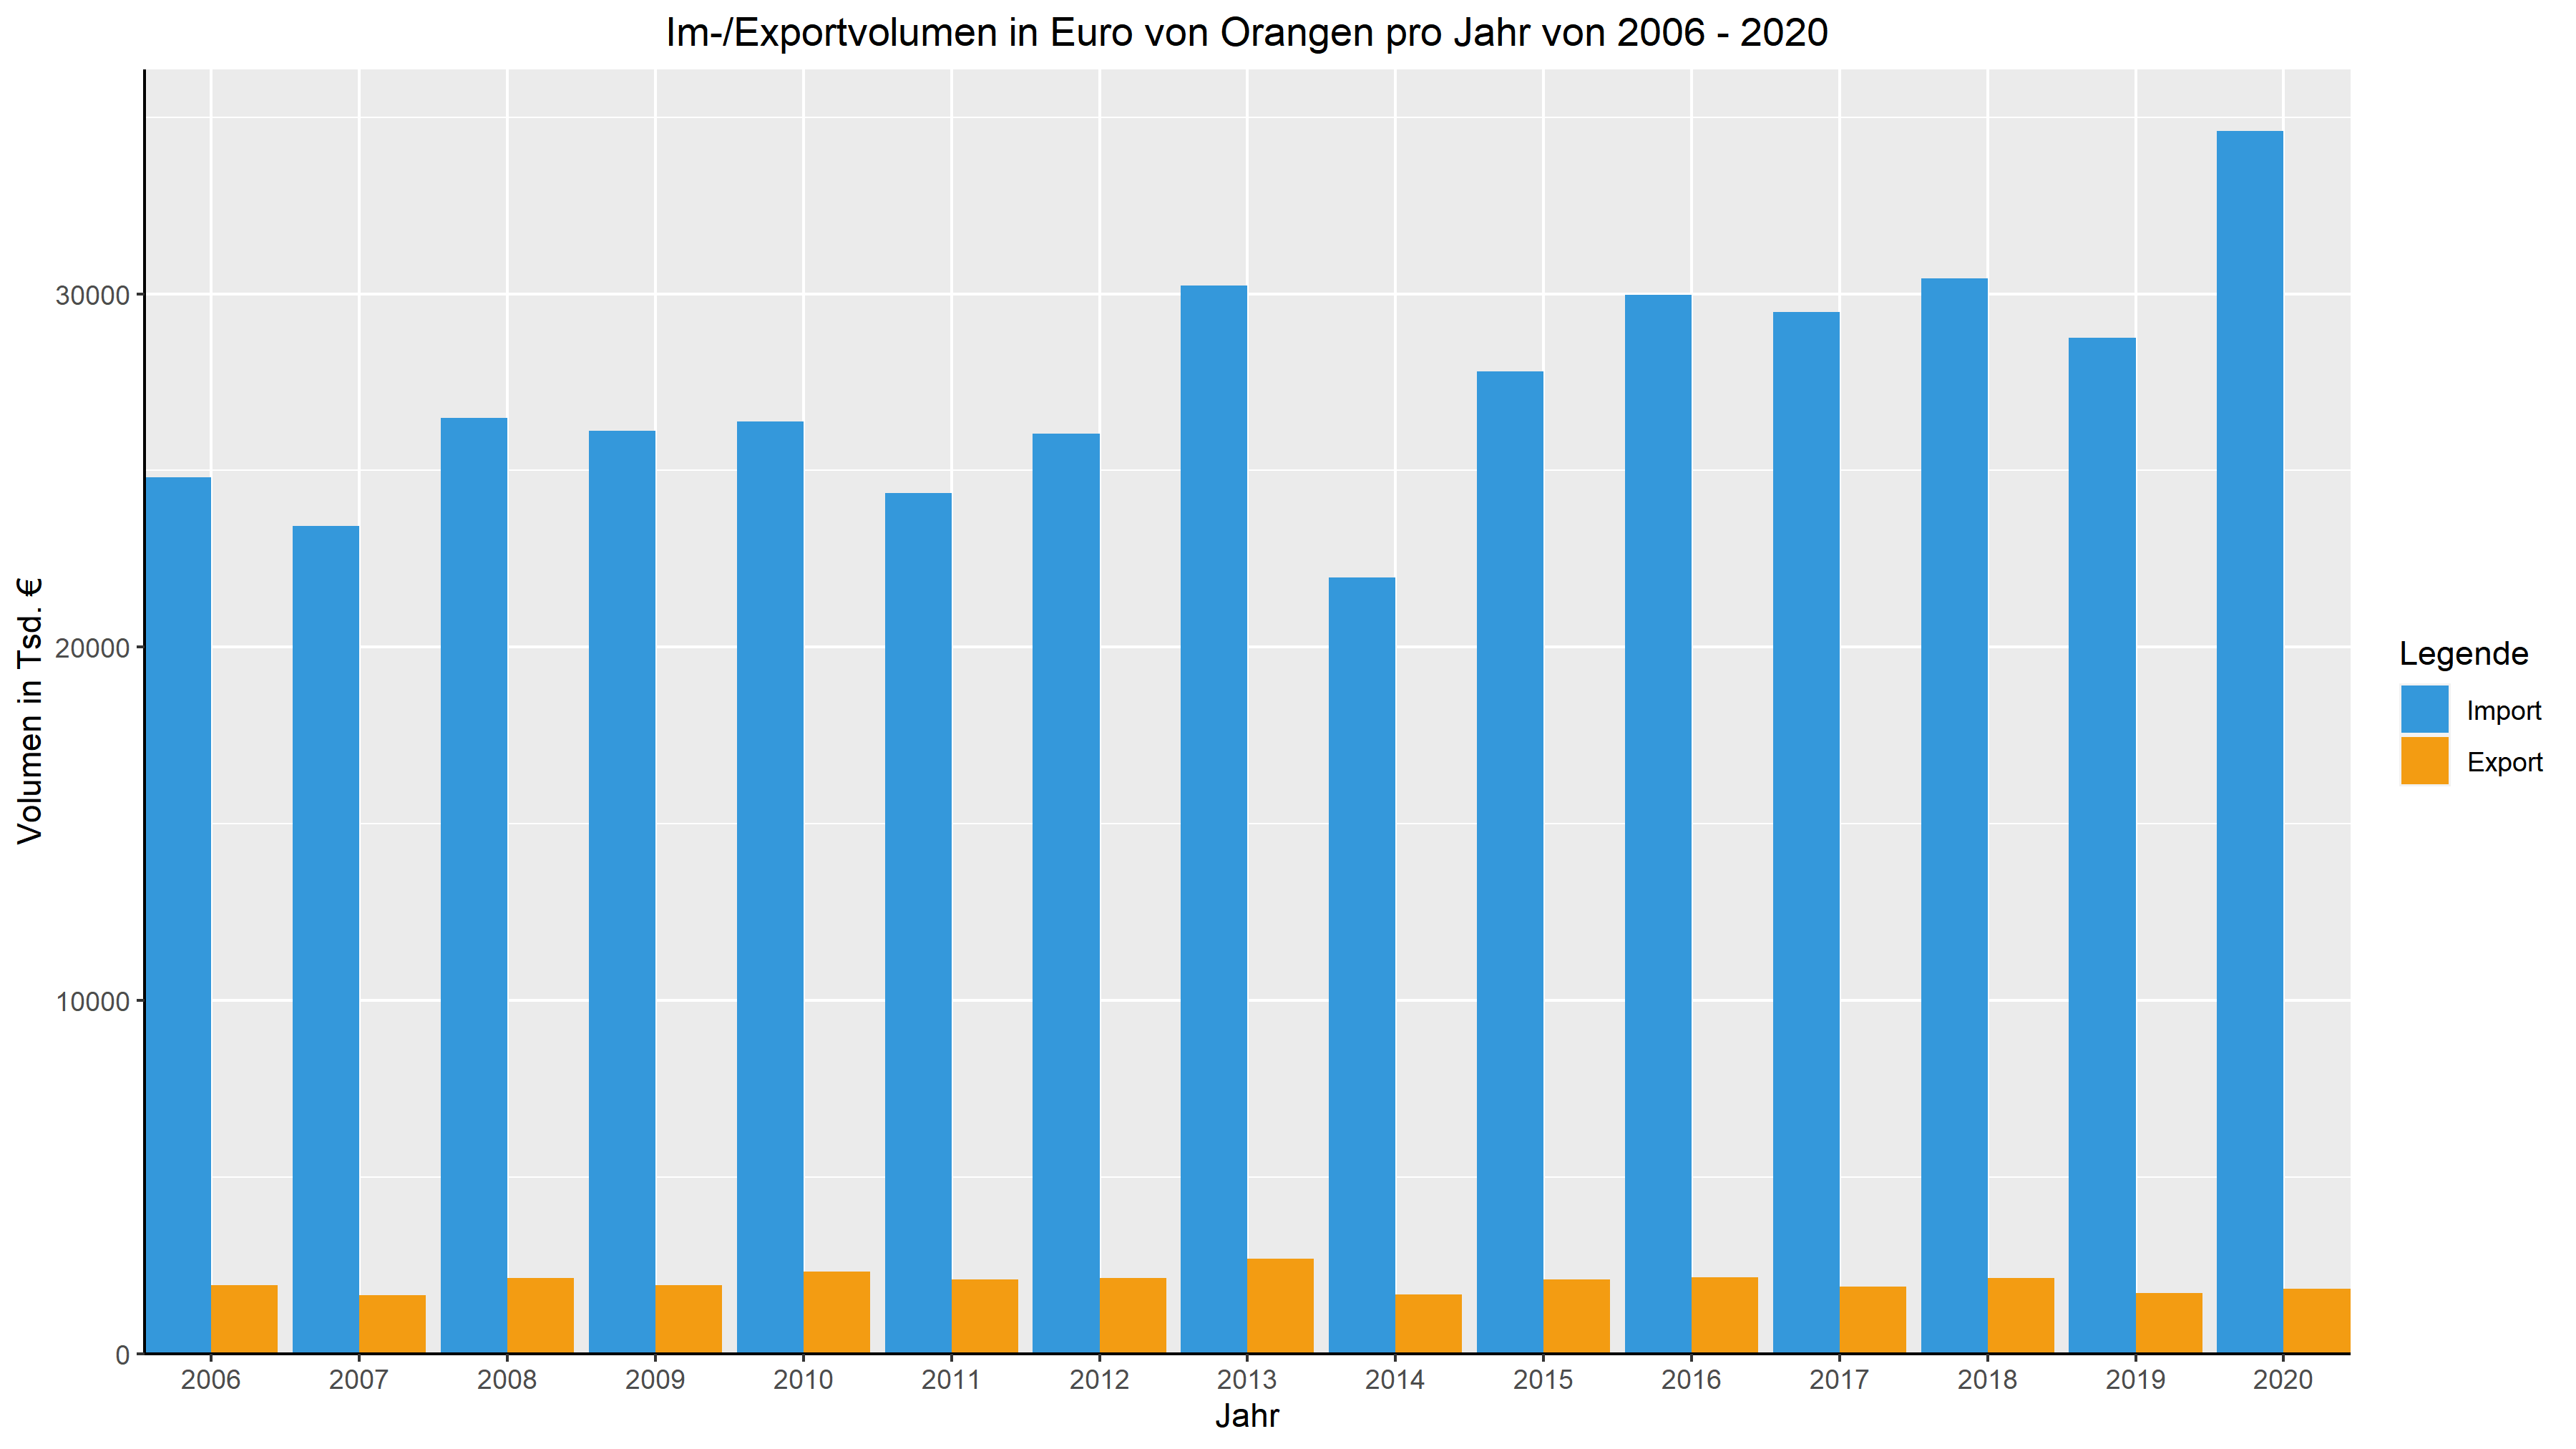 Im-/Exportvolumen in Euro von Orangen pro Jahr von 2006 - 2020
Volumen in Tsd. €
30000
20000
10000
0
2006 2007 2008 2009 2010 2011 2012 2013 2014 2015 2016 2017 2018 2019 2020
Jahr
Legende
Import
Export